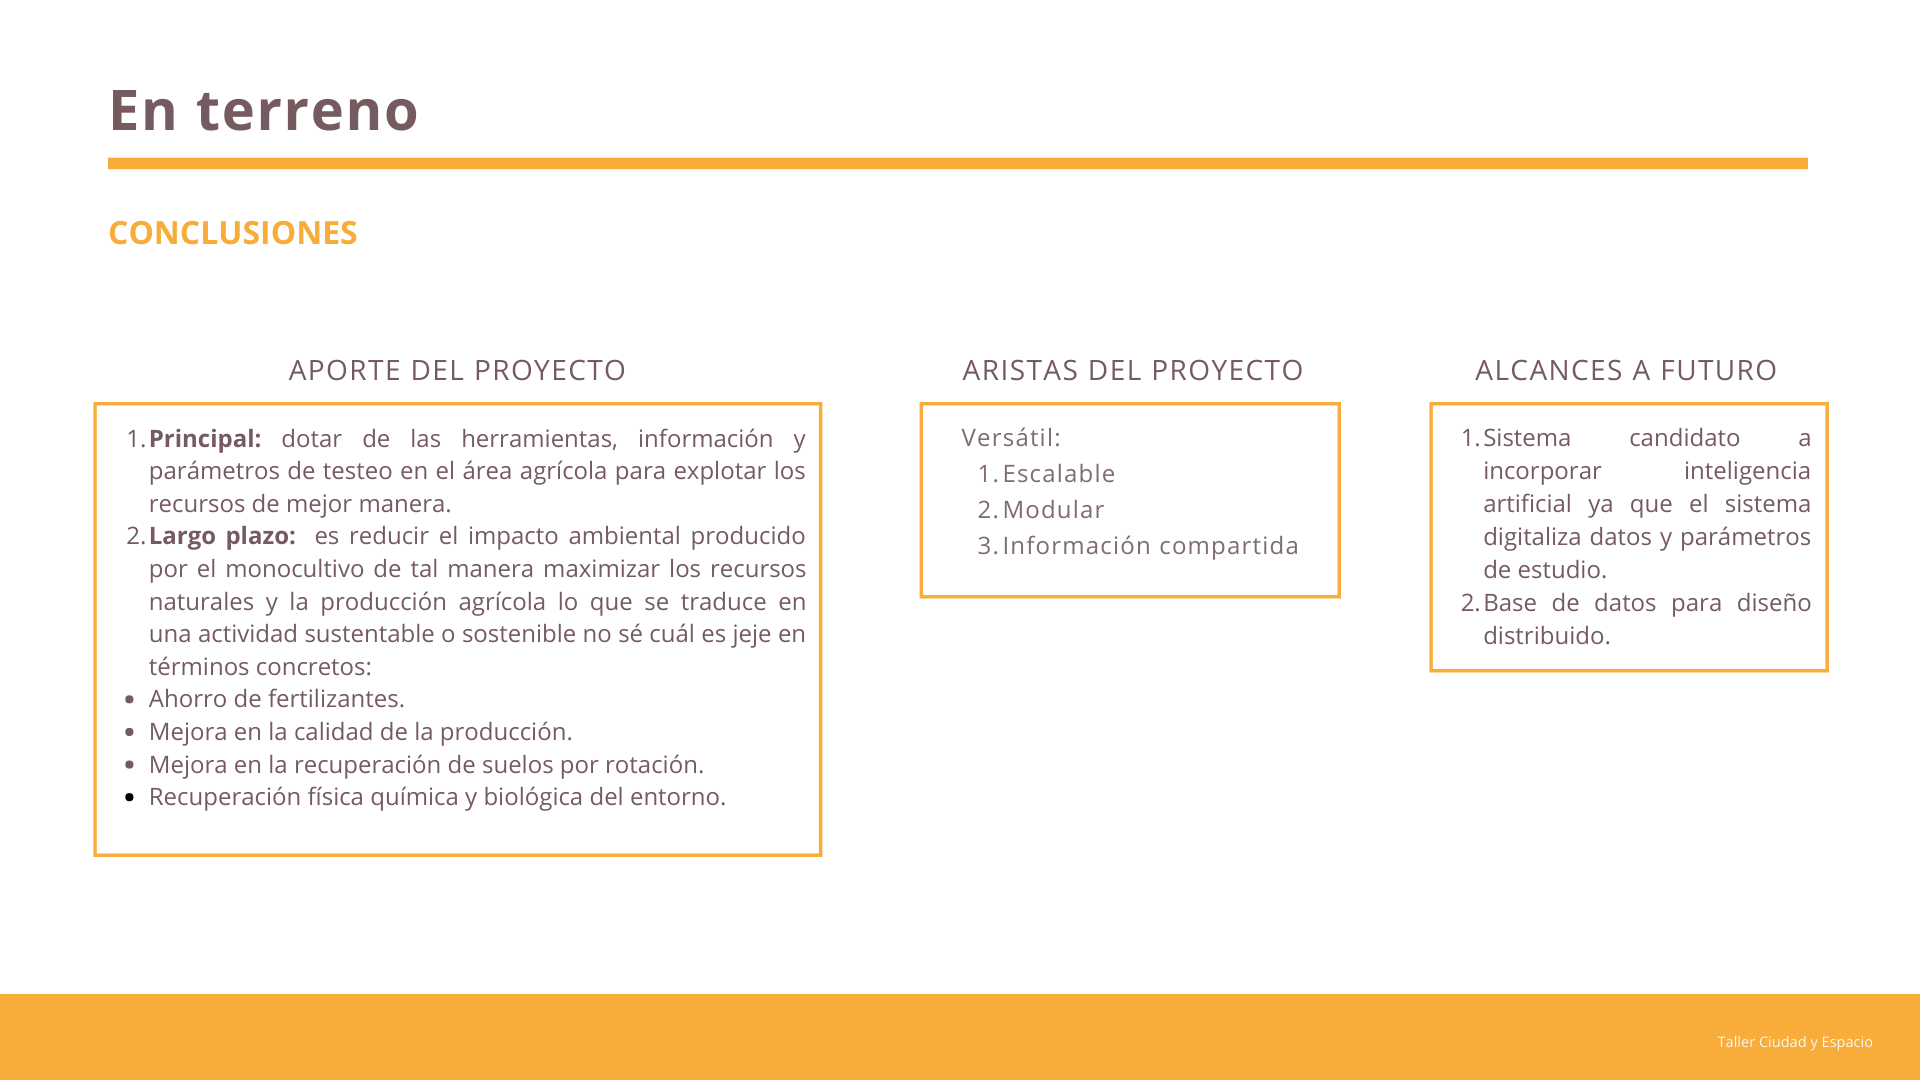 En terreno
CONCLUSIONES
APORTE DEL PROYECTO
1. Principal: dotar de las herramientas, información y
parámetros de testeo en el área agrícola para explotar los
recursos de mejor manera.
2. Largo plazo: es reducir el impacto ambiental producido
por el monocultivo de tal manera maximizar los recursos
naturales y la producción agrícola lo que se traduce en
una actividad sustentable o sostenible no sé cuál es jeje en
términos concretos:
• Ahorro de fertilizantes.
• Mejora en la calidad de la producción.
• Mejora en la recuperación de suelos por rotación.
• Recuperación física química y biológica del entorno.
ARISTAS DEL PROYECTO
Versátil:
1. Escalable
2. Modular
3. Información compartida
ALCANCES A FUTURO
1. Sistema candidato a
incorporar inteligencia
artificial ya que el sistema
digitaliza datos y parámetros
de estudio.
2. Base de datos para diseño
distribuido.
Taller Ciudad y Espacio